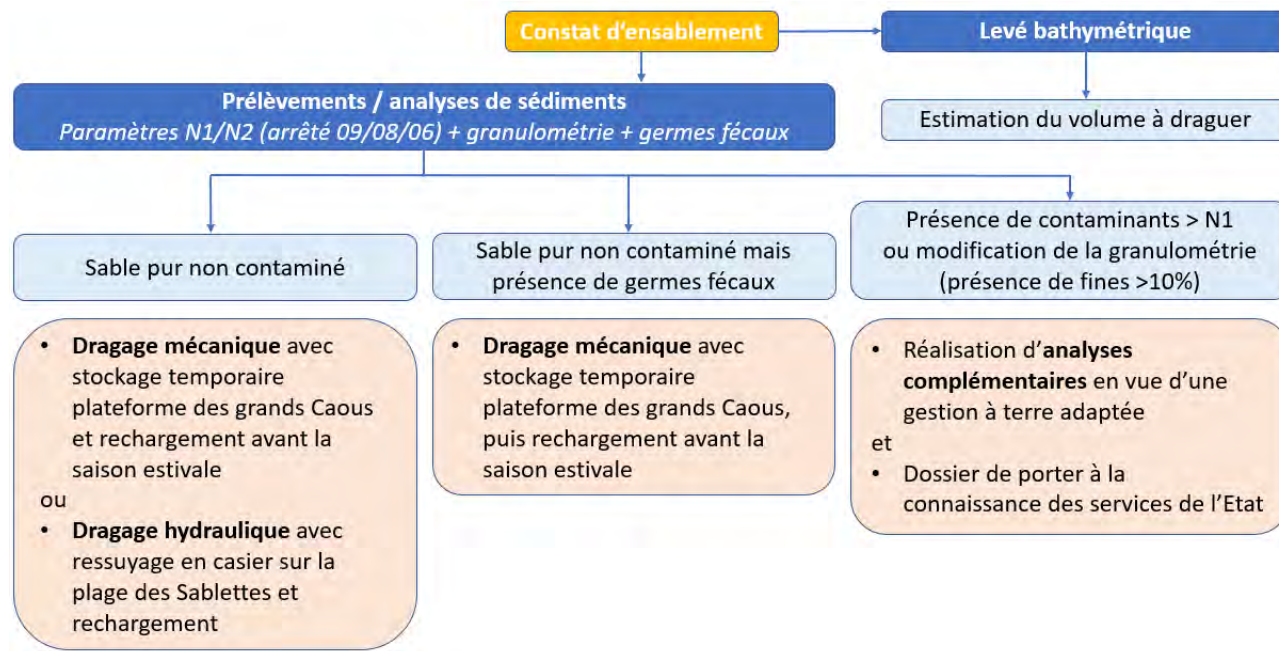 Constat d'ensablement
Levé bathymétrique
Prélèvements / analyses de sédiments
Paramètres N1/N2 (arrêté 09/08/06) + granulométrie + germes fécaux
Estimation du volume à draguer
Sable pur non contaminé
Sable pur non contaminé mais
présence de germes fécaux
Présence de contaminants > N1
ou modification de la granulométrie
(présence de fines >10%)
• Dragage mécanique avec
stockage temporaire
plateforme des grands Caous
et rechargement avant la
saison estivale
ou
• Dragage hydraulique avec
ressuyage en casier sur la
plage des Sablettes et
rechargement
• Dragage mécanique avec
stockage temporaire
plateforme des grands Caous,
puis rechargement avant la
saison estivale
• Réalisation d'analyses
complémentaires en vue d'une
gestion à terre adaptée
et
• Dossier de porter à la
connaissance des services de l'Etat